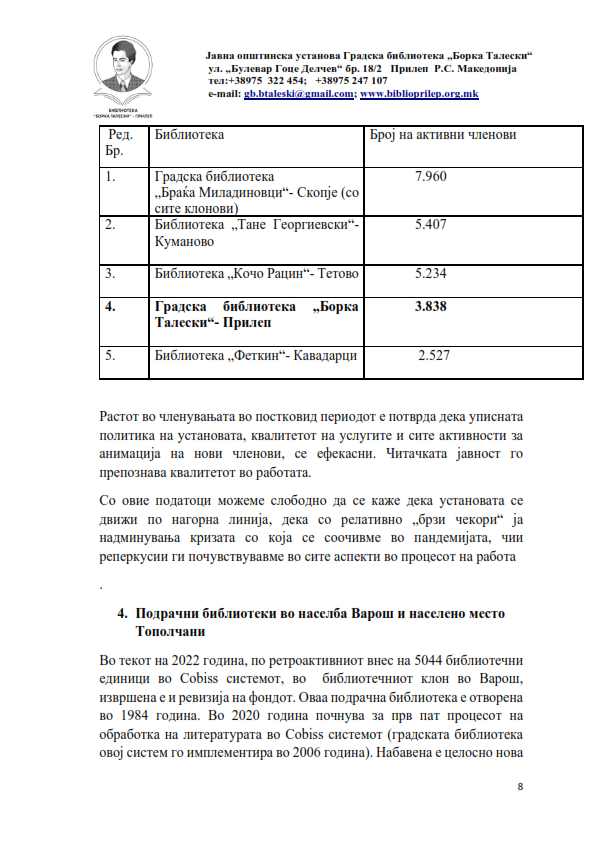 Јавна општинска установа Градска библиотека „Борка Талески“
ул. „Булевар Гоце Делчев“ бр. 18/2 Прилеп Р.С. Македонија
тел:+38975 322 454; +38975 247 107
e-mail: gb.btaleski@gmail.com; www.biblioprilep.org.mk
БИБЛИОТЕКА
"БОРКА ТАЛЕСКИ" - ПРИЛЕП
Ред. Бр. Библиотека Број на активни членови
1. Градска библиотека 7.960
„Браќа Миладиновци“- Скопје (со
сите клонови)
2. Библиотека „Тане Георгиевски“- 5.407
Куманово
3. Библиотека „Кочо Рацин“- Тетово 5.234
4. Градска библиотека „Борка 3.838
Талески“- Прилеп
5. Библиотека „Феткин“- Кавадарци 2.527
Растот во членувањата во постковид периодот е потврда дека уписната
политика на установата, квалитетот на услугите и сите активности за
анимација на нови членови, се ефекасни. Читачката јавност го
препознава квалитетот во работата.
Со овие податоци можеме слободно да се каже дека установата се
движи по нагорна линија, дека со релативно „брзи чекори“ ја
надминувања кризата со која се соочивме во пандемијата, чии
реперкусии ги почувствувавме во сите аспекти во процесот на работа
.
4. Подрачни библиотеки во населба Варош и населено место
Тополчани
Во текот на 2022 година, по ретроактивниот внес на 5044 библиотечни
единици во Cobiss системот, во библиотечниот клон во Варош,
извршена е и ревизија на фондот. Оваа подрачна библиотека е отворена
во 1984 година. Во 2020 година почнува за прв пат процесот на
обработка на литературата во Cobiss системот (градската библиотека
овој систем го имплементира во 2006 година). Набавена е целосно нова
8